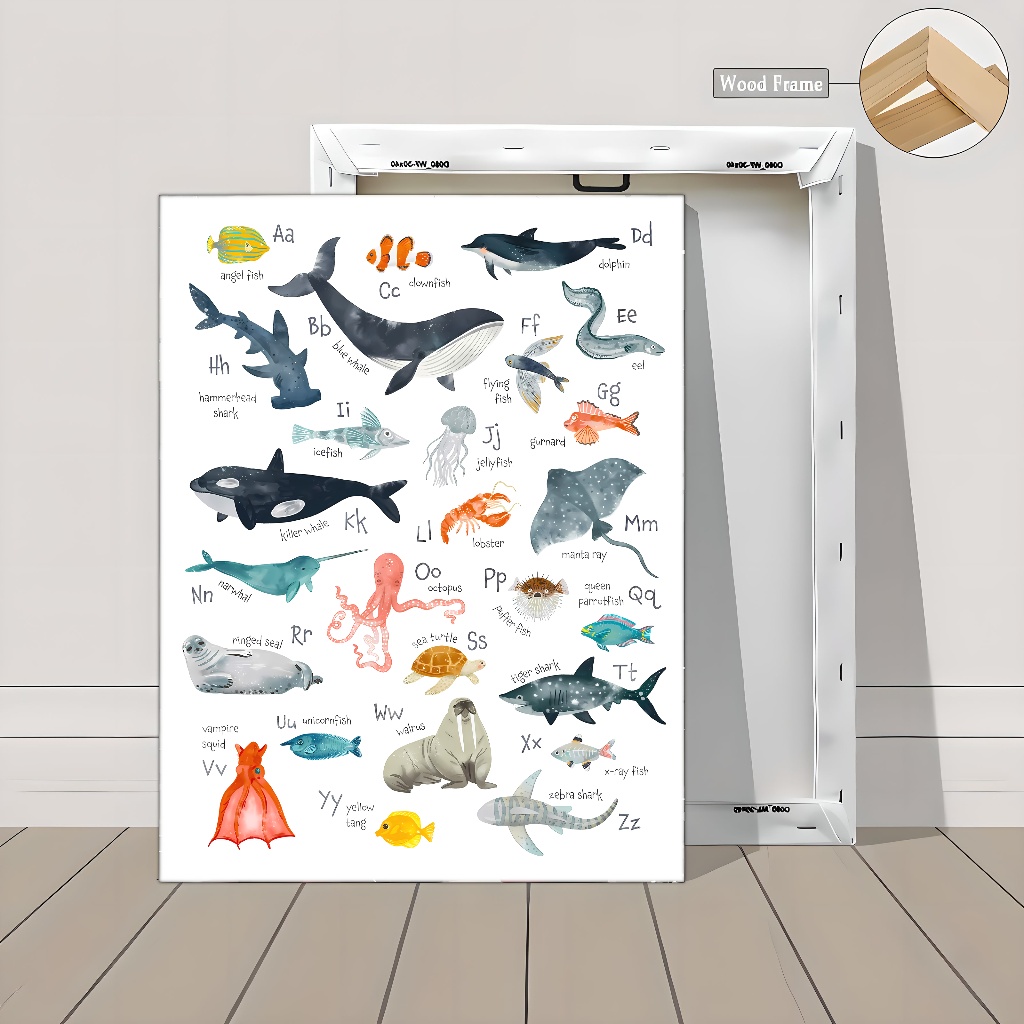 Wood Frame
Aa
angel fish
Bb
blue whale
Cc
clownfish
Dd
dolphin
Ee
eel
Ff
flying
fish
Gg
gurnard
Hh
hammerhead
shark
Ii
icefish
Jj
jellyfish
Kk
killer whale
Ll
lobster
Mm
manta ray
Nn
narwhal
Oo
octopus
Pp
puffer fish
queen
parrotfish
Qq
Rr
ringed seal
Ss
sea turtle
Tt
tiger shark
Uu
unicornfish
vampire
squid
Vv
Ww
walrus
Xx
x-ray fish
Yy
yellow
tang
zebra shark
Zz